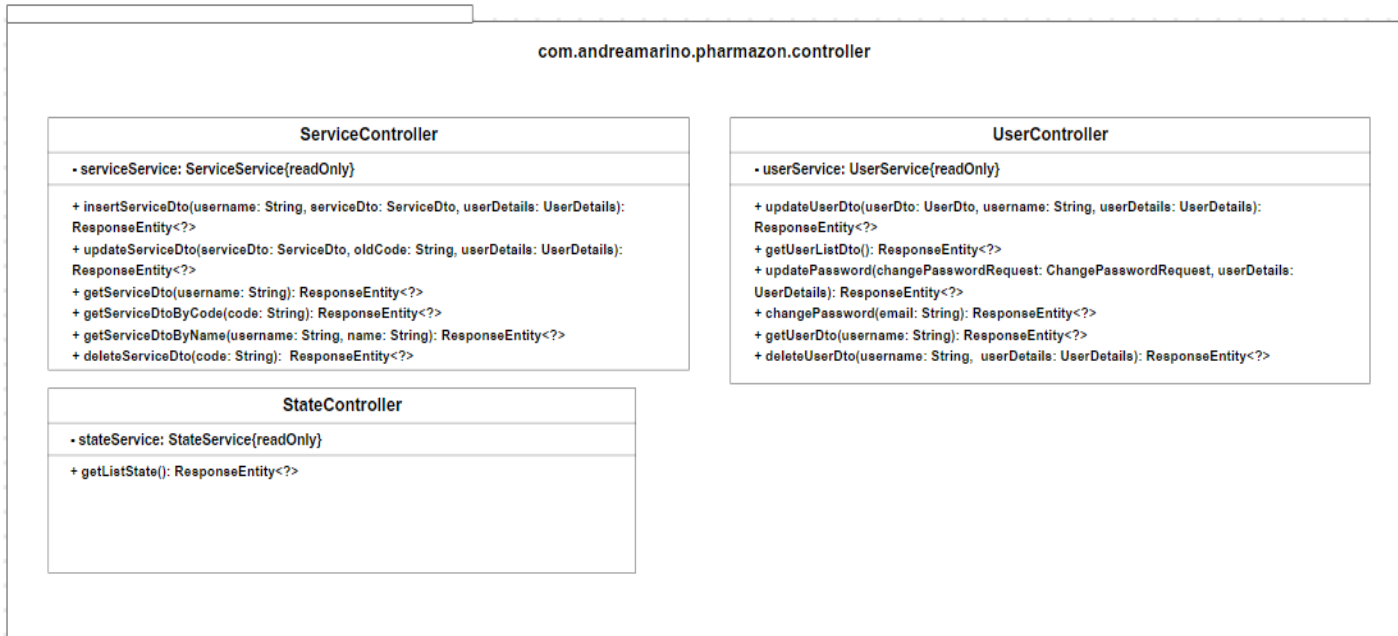 com.andreamarino.pharmazon.controller
ServiceController
- serviceService: ServiceService{readOnly}
+ insertServiceDto(username: String, serviceDto: ServiceDto, userDetails: UserDetails):
ResponseEntity<?>
+ updateServiceDto(serviceDto: ServiceDto, oldCode: String, userDetails: UserDetails):
ResponseEntity<?>
+ getServiceDto(username: String): ResponseEntity<?>
+ getServiceDtoByCode(code: String): ResponseEntity<?>
+ getServiceDtoByName(username: String, name: String): ResponseEntity<?>
+ deleteServiceDto(code: String):  ResponseEntity<?>
UserController
- userService: UserService{readOnly}
+ updateUserDto(userDto: UserDto, username: String, userDetails: UserDetails):
ResponseEntity<?>
+ getUserListDto(): ResponseEntity<?>
+ updatePassword(changePasswordRequest: ChangePasswordRequest, userDetails:
UserDetails): ResponseEntity<?>
+ changePassword(email: String): ResponseEntity<?>
+ getUserDto(username: String): ResponseEntity<?>
+ deleteUserDto(username: String,  userDetails: UserDetails): ResponseEntity<?>
StateController
- stateService: StateService{readOnly}
+ getListState(): ResponseEntity<?>